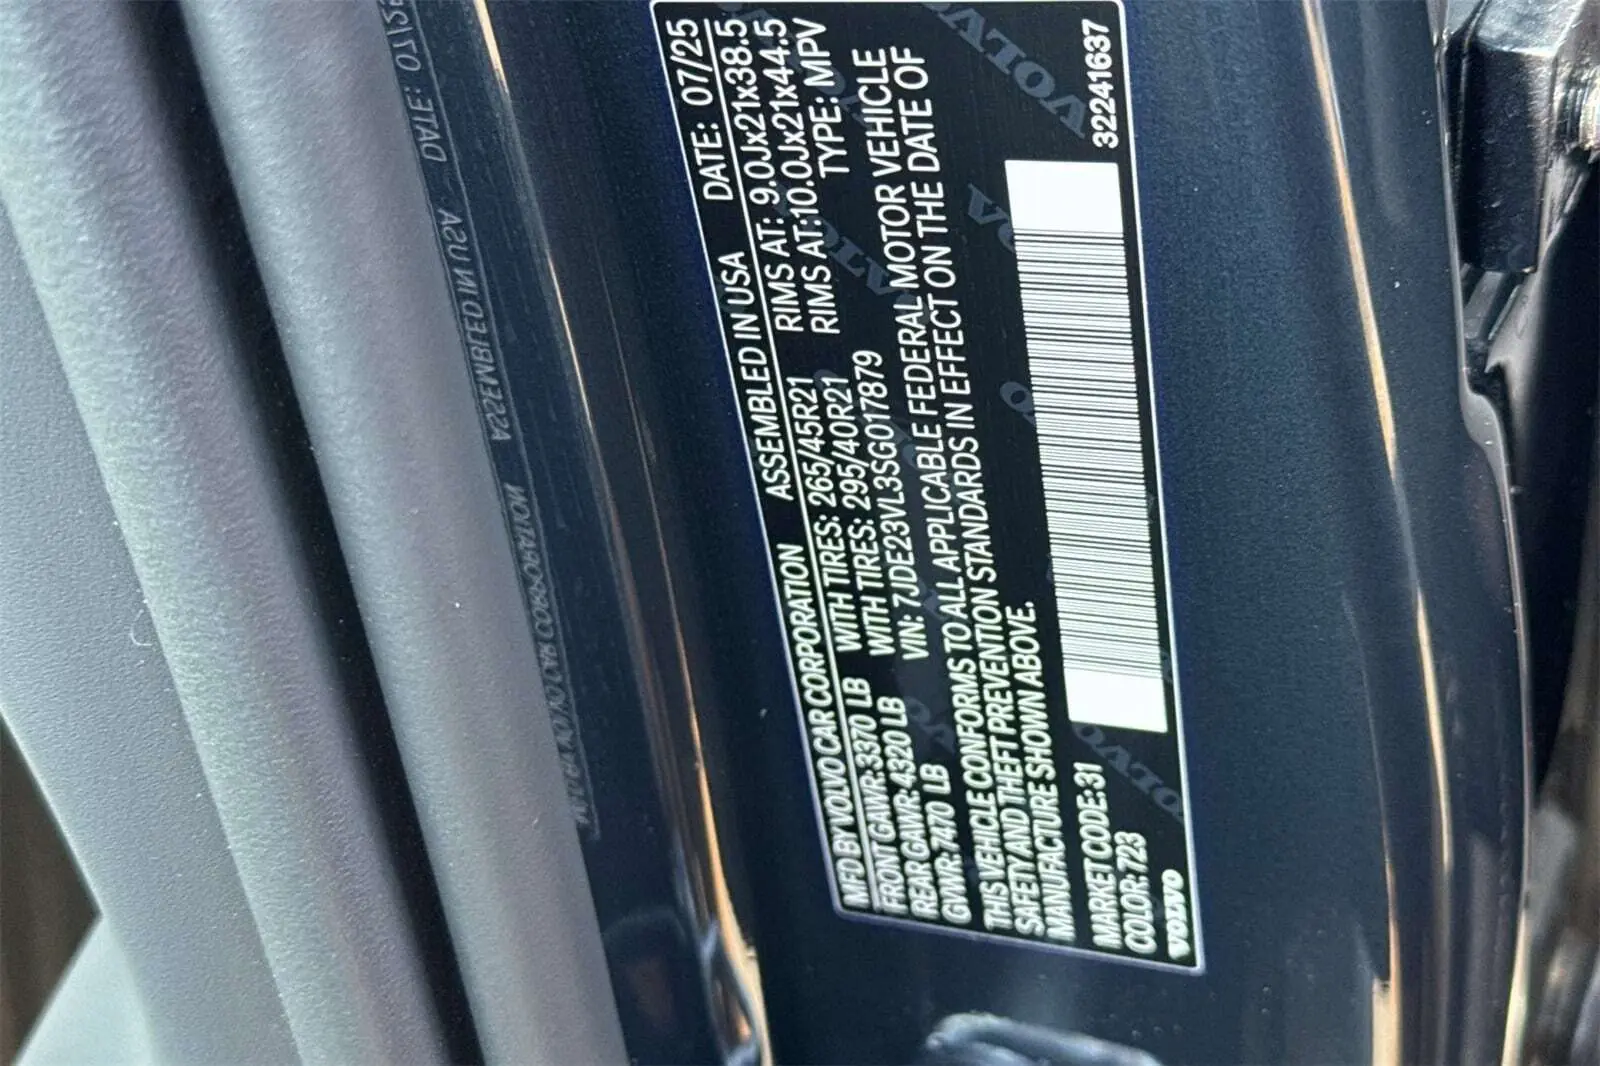 MFD BY VOLVO CAR CORPORATION ASSEMBLED IN USA DATE: 07/25
FRONT GAWR:3370 LB WITH TIRES: 265/45R21 RIMS AT: 9.0Jx21x38.5
REAR GAWR:4320 LB WITH TIRES: 295/40R21 RIMS AT:10.0Jx21x44.5
GVWR:7470 LB VIN: 7JDE23VL3SG017879 TYPE: MPV
THIS VEHICLE CONFORMS TO ALL APPLICABLE FEDERAL MOTOR VEHICLE
SAFETY AND THEFT PREVENTION STANDARDS IN EFFECT ON THE DATE OF
MANUFACTURE SHOWN ABOVE.
MARKET CODE:31
COLOR:723
VOLVO
32241637